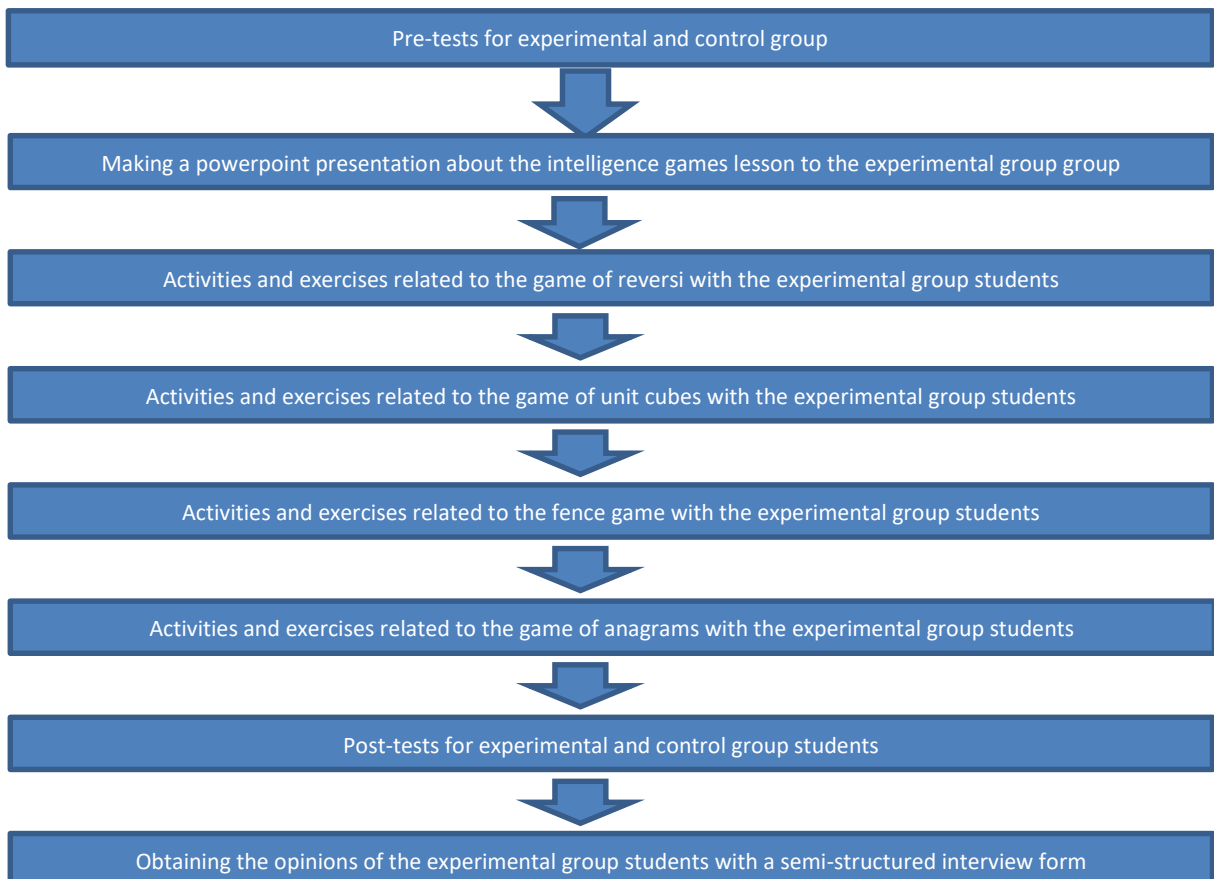 Pre-tests for experimental and control group
Making a powerpoint presentation about the intelligence games lesson to the experimental group group
Activities and exercises related to the game of reversi with the experimental group students
Activities and exercises related to the game of unit cubes with the experimental group students
Activities and exercises related to the fence game with the experimental group students
Activities and exercises related to the game of anagrams with the experimental group students
Post-tests for experimental and control group students
Obtaining the opinions of the experimental group students with a semi-structured interview form